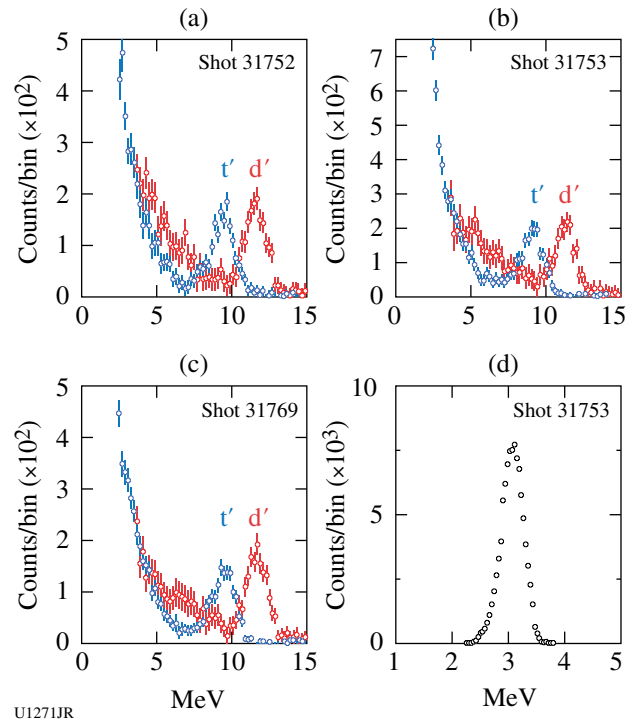 (a)
5
4
3
2
1
0
Counts/bin (×10²)
Shot 31752
t′
d′
0
5
10
15
(b)
7
6
5
4
3
2
1
0
Counts/bin (×10²)
Shot 31753
t′
d′
0
5
10
15
(c)
5
4
3
2
1
0
Counts/bin (×10²)
Shot 31769
t′
d′
0
5
10
15
MeV
(d)
10
5
0
Counts/bin (×10³)
Shot 31753
1
2
3
4
5
MeV
U1271JR